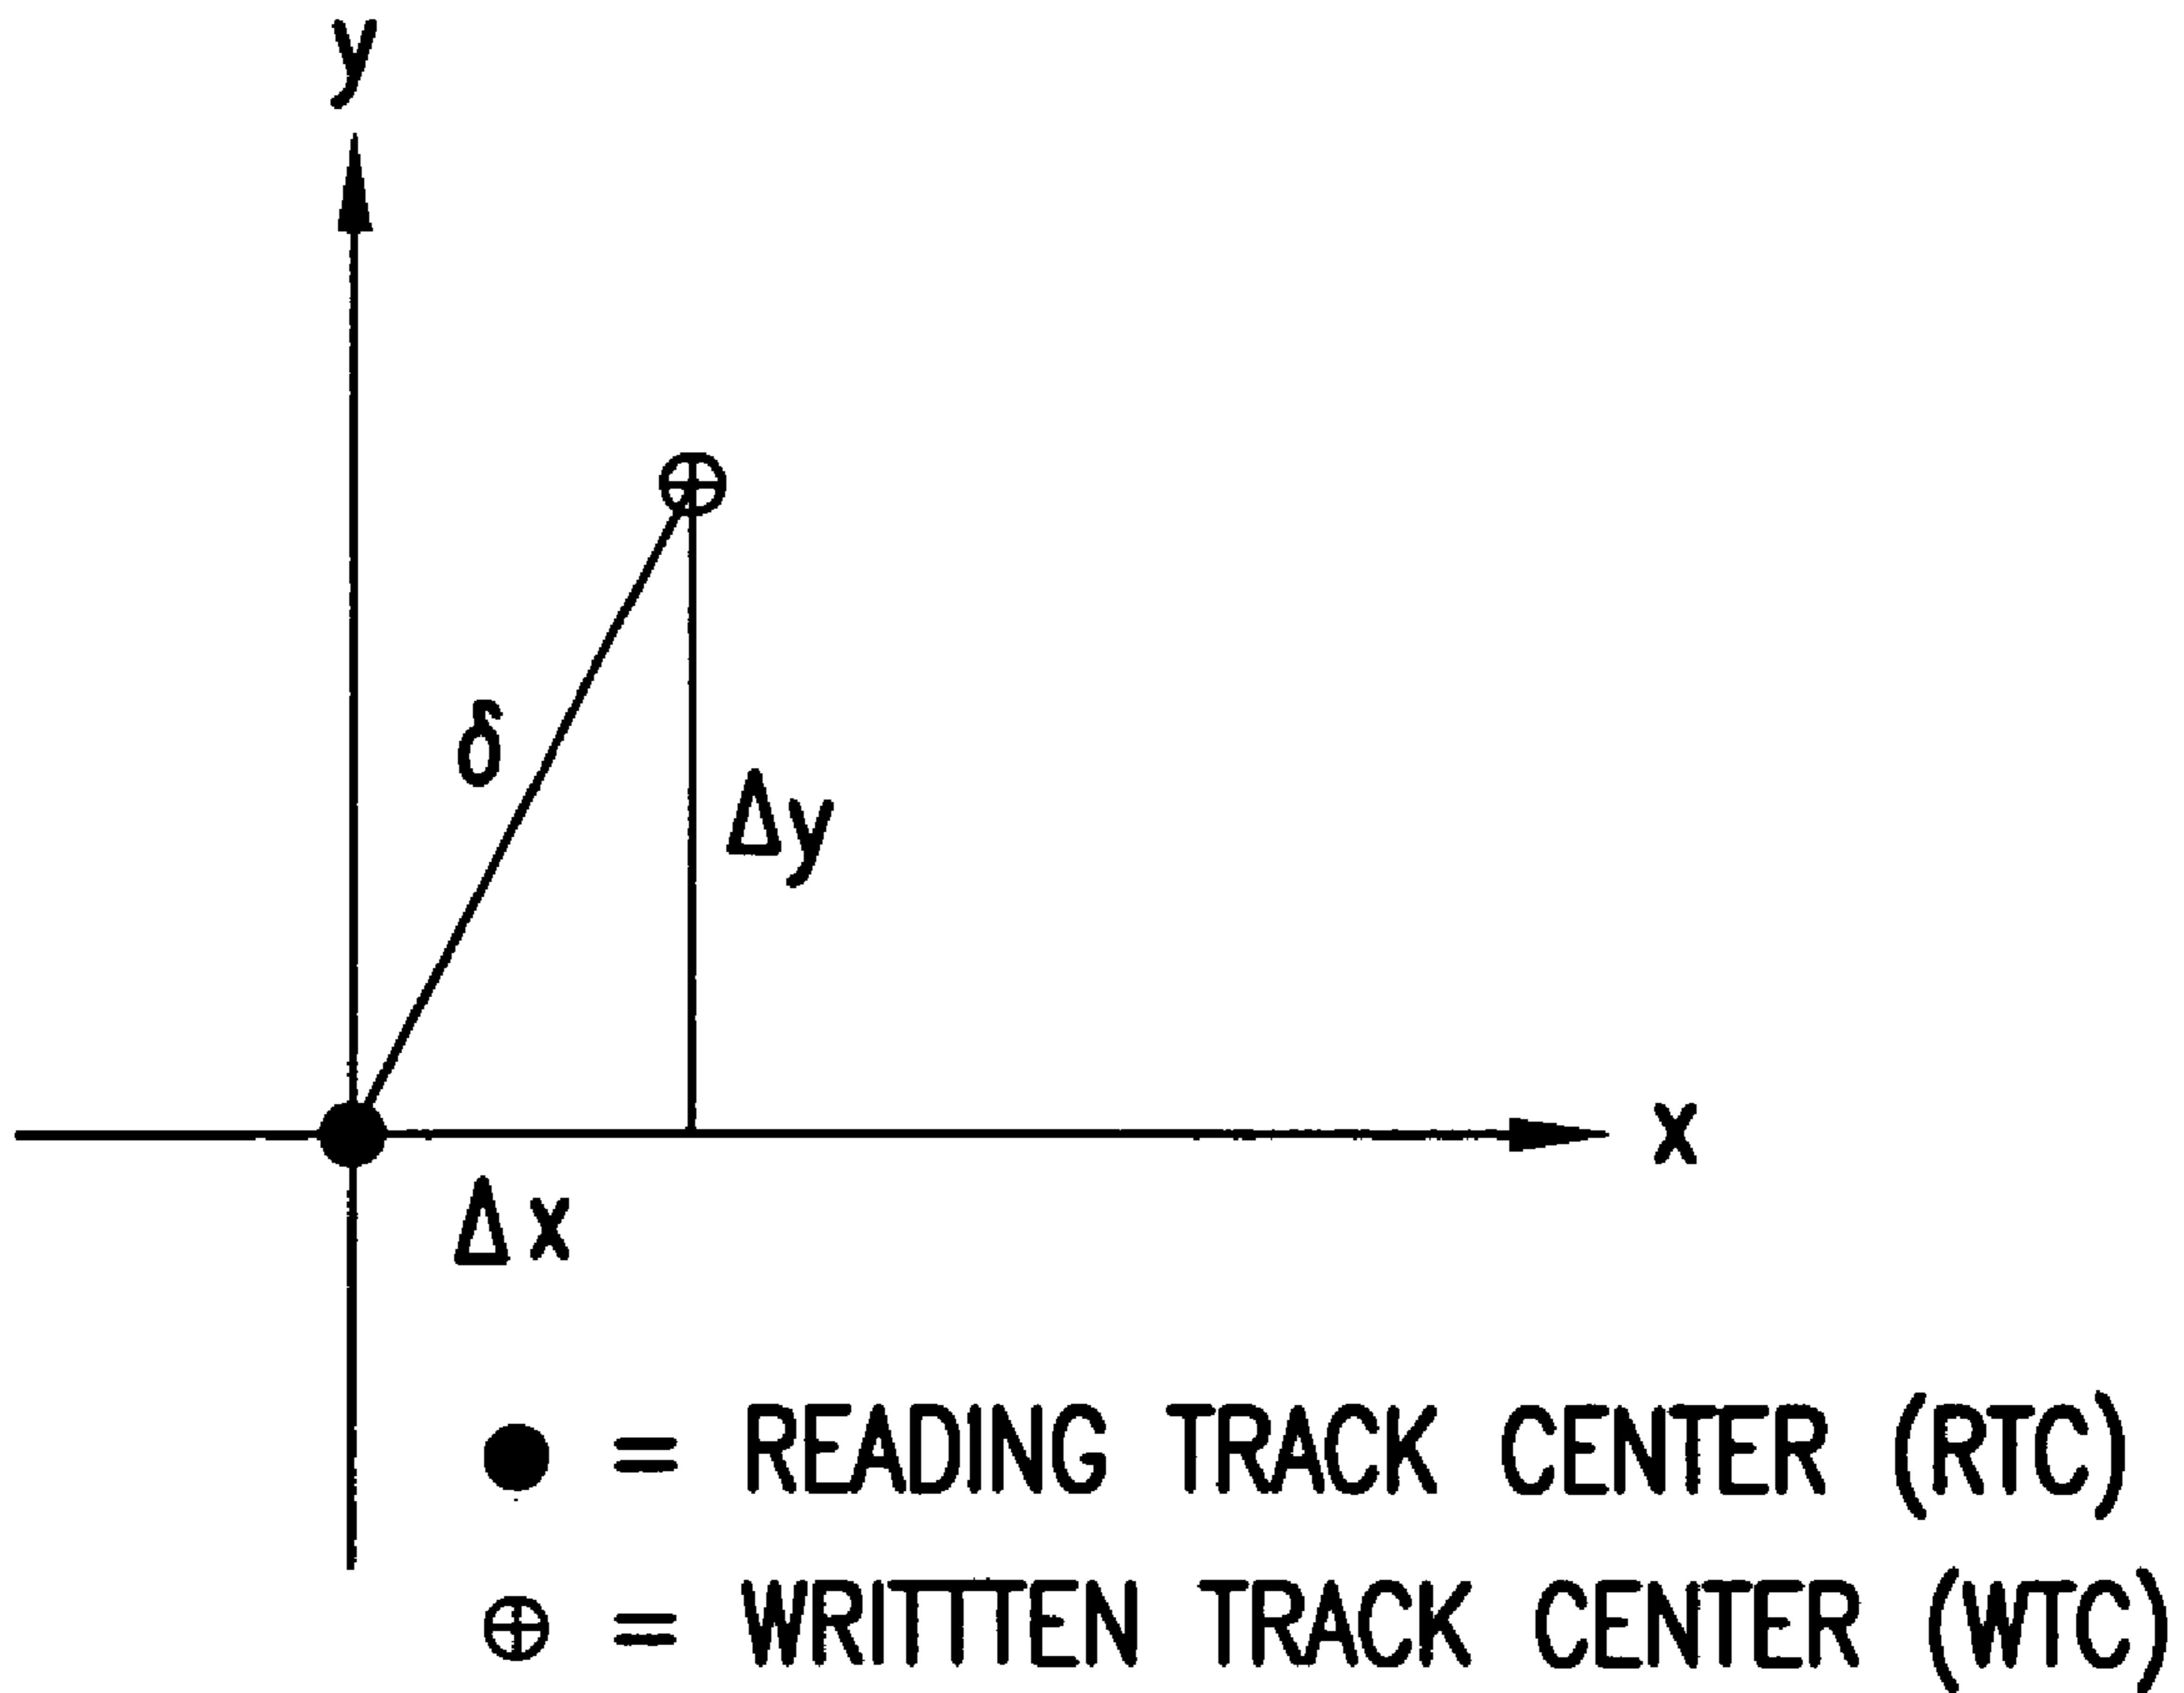 y
δ
Δy
x
Δx
= READING TRACK CENTER (RTC)
= WRITTTEN TRACK CENTER (WTC)